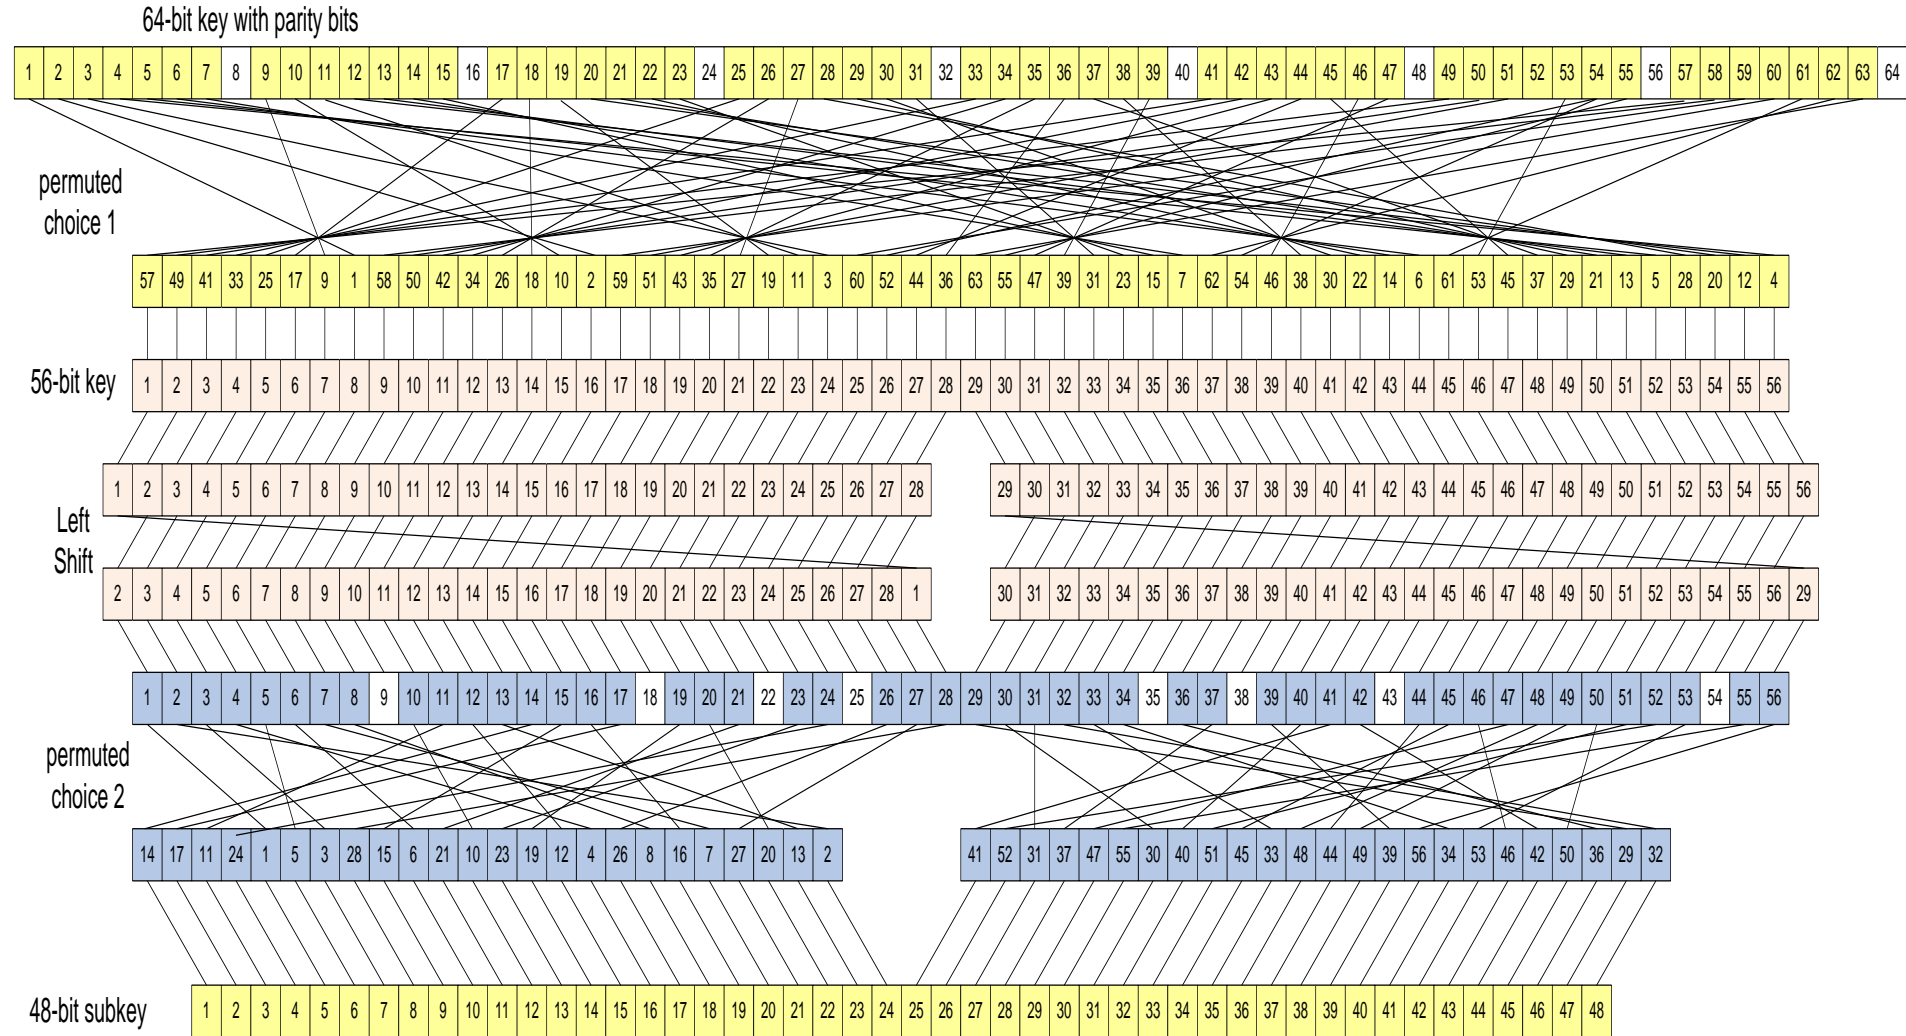 64-bit key with parity bits
1 2 3 4 5 6 7 8 9 10 11 12 13 14 15 16 17 18 19 20 21 22 23 24 25 26 27 28 29 30 31 32 33 34 35 36 37 38 39 40 41 42 43 44 45 46 47 48 49 50 51 52 53 54 55 56 57 58 59 60 61 62 63 64
permuted
choice 1
57 49 41 33 25 17 9 1 58 50 42 34 26 18 10 2 59 51 43 35 27 19 11 3 60 52 44 36 63 55 47 39 31 23 15 7 62 54 46 38 30 22 14 6 61 53 45 37 29 21 13 5 28 20 12 4
56-bit key 1 2 3 4 5 6 7 8 9 10 11 12 13 14 15 16 17 18 19 20 21 22 23 24 25 26 27 28 29 30 31 32 33 34 35 36 37 38 39 40 41 42 43 44 45 46 47 48 49 50 51 52 53 54 55 56
1 2 3 4 5 6 7 8 9 10 11 12 13 14 15 16 17 18 19 20 21 22 23 24 25 26 27 28 29 30 31 32 33 34 35 36 37 38 39 40 41 42 43 44 45 46 47 48 49 50 51 52 53 54 55 56
Left
Shift
2 3 4 5 6 7 8 9 10 11 12 13 14 15 16 17 18 19 20 21 22 23 24 25 26 27 28 1 30 31 32 33 34 35 36 37 38 39 40 41 42 43 44 45 46 47 48 49 50 51 52 53 54 55 56 29
1 2 3 4 5 6 7 8 9 10 11 12 13 14 15 16 17 18 19 20 21 22 23 24 25 26 27 28 29 30 31 32 33 34 35 36 37 38 39 40 41 42 43 44 45 46 47 48 49 50 51 52 53 54 55 56
permuted
choice 2
14 17 11 24 1 5 3 28 15 6 21 10 23 19 12 4 26 8 16 7 27 20 13 2 41 52 31 37 47 55 30 40 51 45 33 48 44 49 39 56 34 53 46 42 50 36 29 32
48-bit subkey 1 2 3 4 5 6 7 8 9 10 11 12 13 14 15 16 17 18 19 20 21 22 23 24 25 26 27 28 29 30 31 32 33 34 35 36 37 38 39 40 41 42 43 44 45 46 47 48